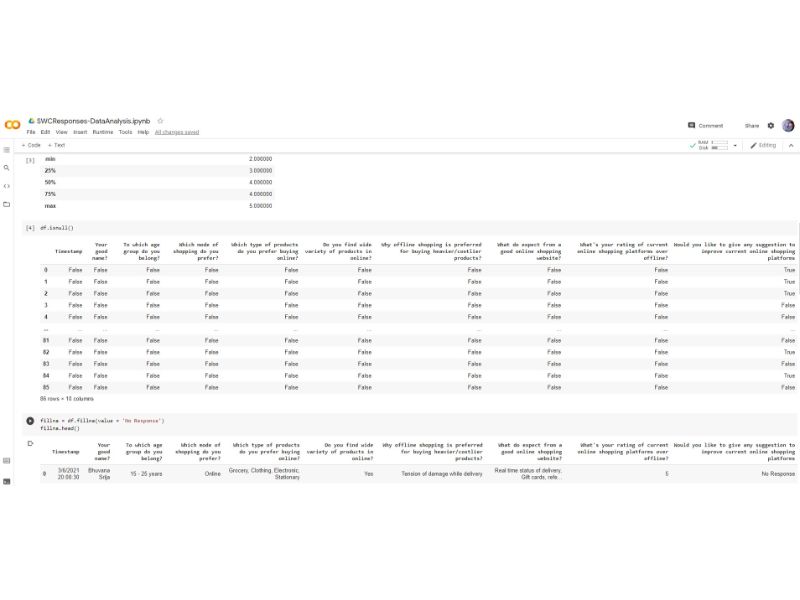 SWCResponses-DataAnalysis.ipynb
File Edit View Insert Runtime Tools Help All changes saved
Comment Share
+ Code + Text
RAM
Disk
Editing
[3] min 2.000000
25% 3.000000
50% 4.000000
75% 4.000000
max 5.000000
[4] df.isnull()
Timestamp Your good name? To which age group do you belong? Which mode of shopping do you prefer? Which type of products do you prefer buying online? Do you find wide variety of products in online? Why offline shopping is preferred for buying heavier/costlier products? What do expect from a good online shopping website? What's your rating of current online shopping platforms over offline? Would you like to give any suggestion to improve current online shopping platforms
0 False False False False False False False False False True
1 False False False False False False False False False True
2 False False False False False False False False False True
3 False False False False False False False False False False
4 False False False False False False False False False False
... ... ... ... ... ... ... ... ... ... ...
81 False False False False False False False False False False
82 False False False False False False False False False True
83 False False False False False False False False False False
84 False False False False False False False False False True
85 False False False False False False False False False False
86 rows × 10 columns
fillna = df.fillna(value = 'No Response')
fillna.head()
Timestamp Your good name? To which age group do you belong? Which mode of shopping do you prefer? Which type of products do you prefer buying online? Do you find wide variety of products in online? Why offline shopping is preferred for buying heavier/costlier products? What do expect from a good online shopping website? What's your rating of current online shopping platforms over offline? Would you like to give any suggestion to improve current online shopping platforms
0 3/6/2021 20:00:30 Bhuvana Srija 15 - 25 years Online Grocery, Clothing, Electronic, Stationary Yes Tension of damage while delivery Real time status of delivery, Gift cards, refe... 5 No Response